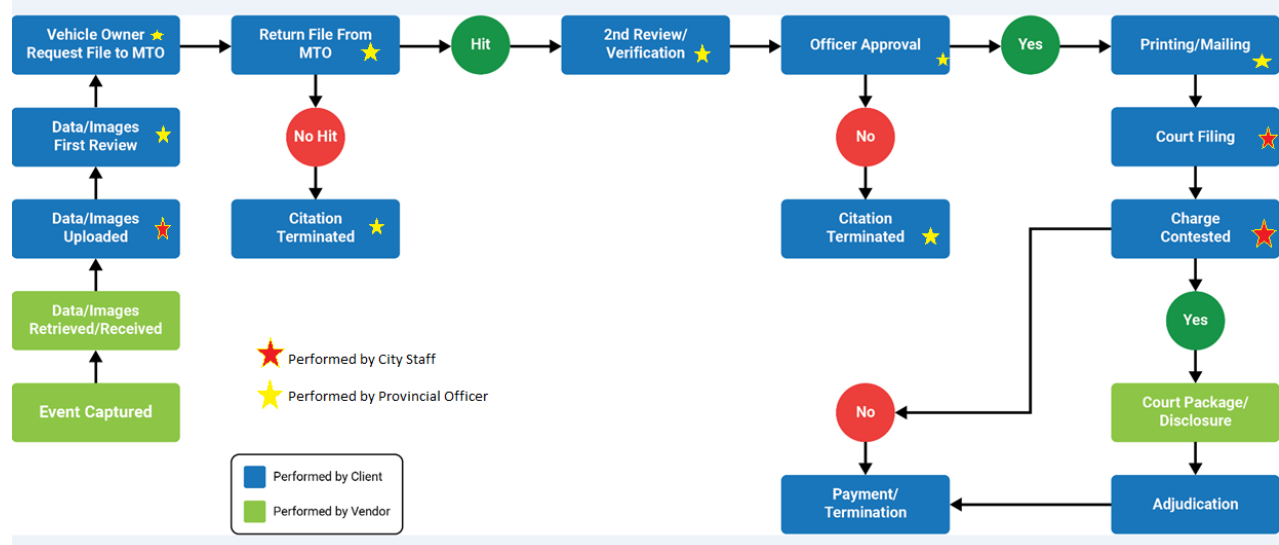 Vehicle Owner
Request File to MTO
Return File From
MTO
Hit
2nd Review/
Verification
Officer Approval
Yes
Printing/Mailing
Data/Images
First Review
No Hit
No
Court Filing
Data/Images
Uploaded
Citation
Terminated
Citation
Terminated
Charge
Contested
Data/Images
Retrieved/Received
Yes
Performed by City Staff
Performed by Provincial Officer
Event Captured
No
Court Package/
Disclosure
Performed by Client
Performed by Vendor
Payment/
Termination
Adjudication